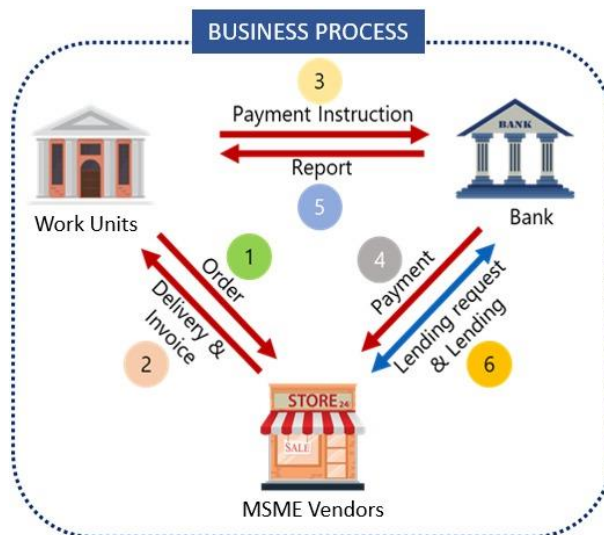 BUSINESS PROCESS
3
Payment Instruction
BANK
Report
5
Work Units
Bank
1
Order
4
Payment
Delivery &
Invoice
2
Lending request
& Lending
6
STORE 24
SALE
MSME Vendors